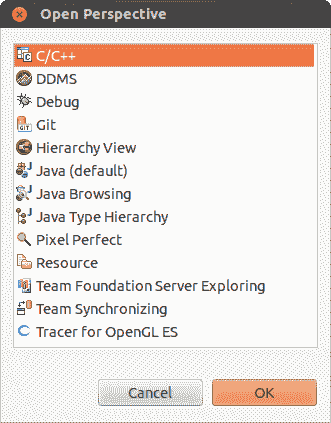 Open Perspective
C/C++
DDMS
Debug
Git
Hierarchy View
Java (default)
Java Browsing
Java Type Hierarchy
Pixel Perfect
Resource
Team Foundation Server Exploring
Team Synchronizing
Tracer for OpenGL ES
Cancel OK